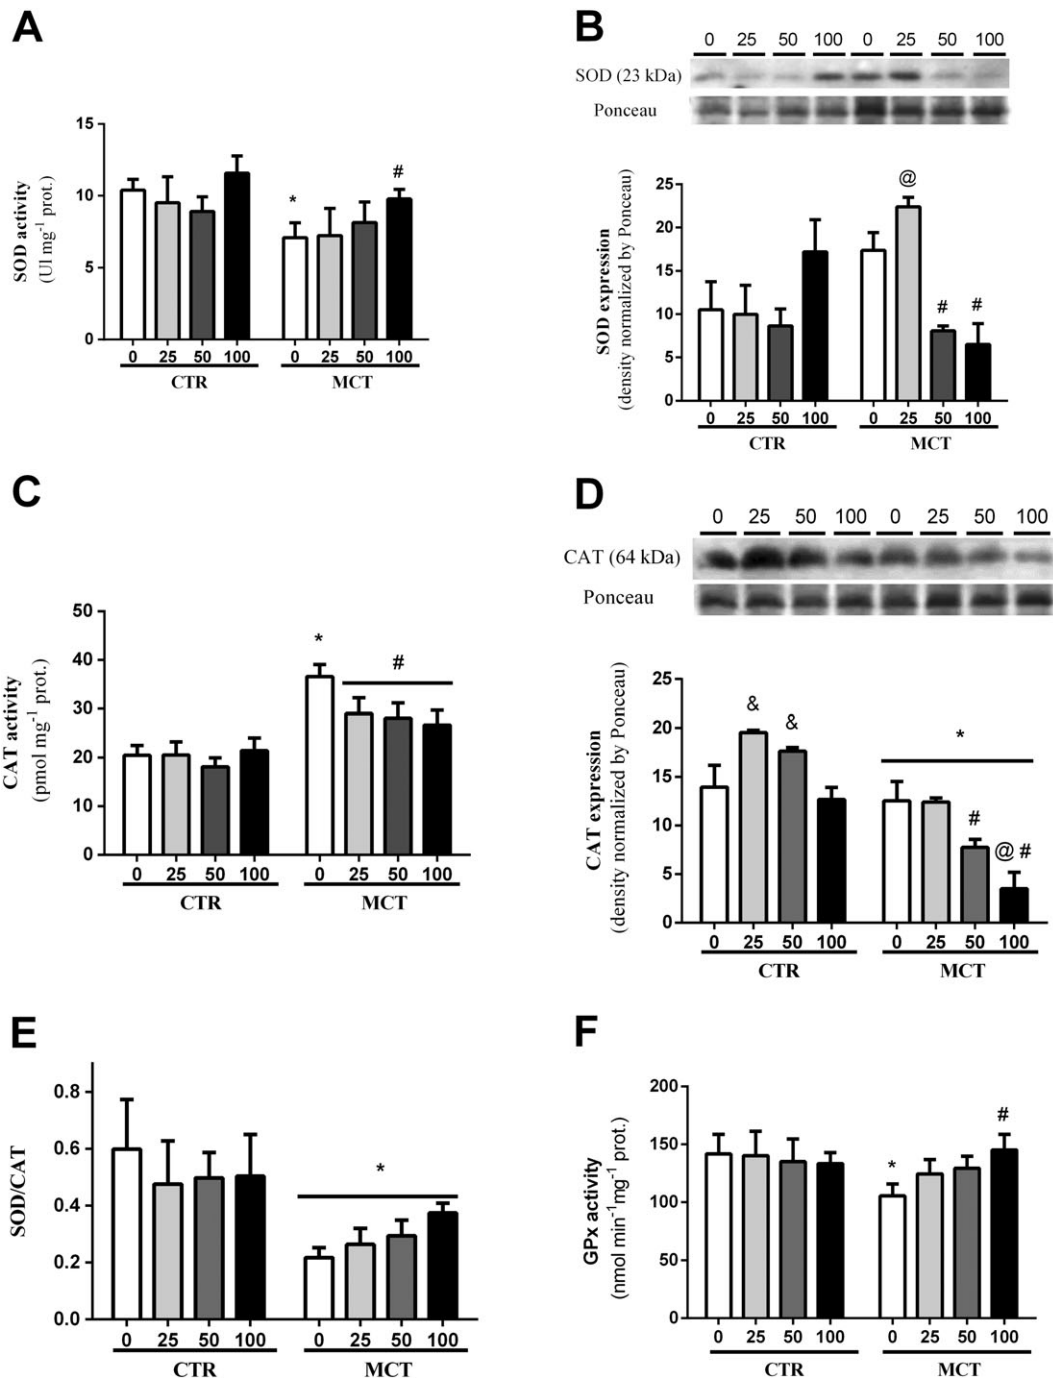 A
SOD activity
(UI mg⁻¹ prot.)
15
10
5
0
*
#
0 25 50 100 0 25 50 100
CTR MCT
B
0 25 50 100 0 25 50 100
SOD (23 kDa)
Ponceau
SOD expression
(density normalized by Ponceau)
25
20
15
10
5
0
@
# #
0 25 50 100 0 25 50 100
CTR MCT
C
CAT activity
(pmol mg⁻¹ prot.)
50
40
30
20
10
0
*
#
0 25 50 100 0 25 50 100
CTR MCT
D
0 25 50 100 0 25 50 100
CAT (64 kDa)
Ponceau
CAT expression
(density normalized by Ponceau)
25
20
15
10
5
0
& &
*
#
@ #
0 25 50 100 0 25 50 100
CTR MCT
E
SOD/CAT
0.8
0.6
0.4
0.2
0.0
*
0 25 50 100 0 25 50 100
CTR MCT
F
GPx activity
(nmol min⁻¹mg⁻¹ prot.)
200
150
100
50
0
*
#
0 25 50 100 0 25 50 100
CTR MCT